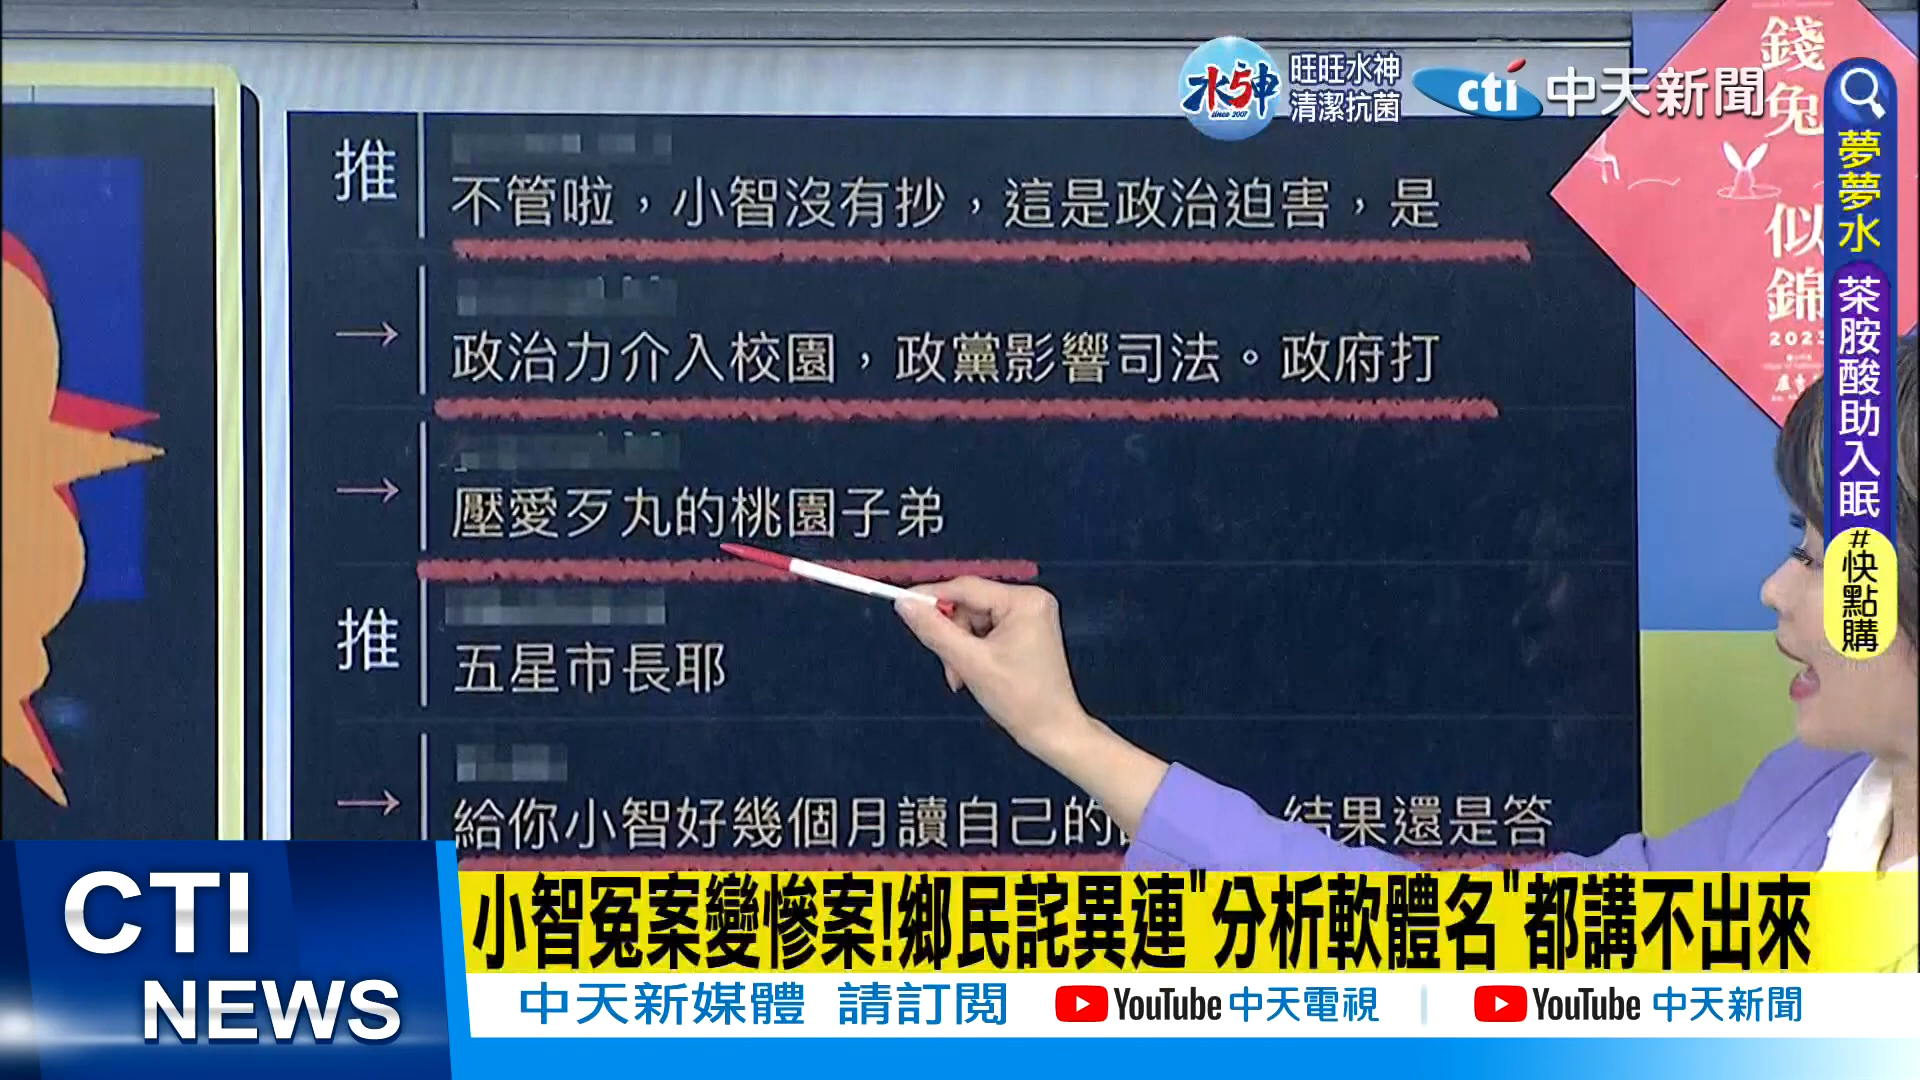 水神
since 2007
旺旺水神
清潔抗菌
cti 中天新聞
錢兔
似錦
2023
夢夢水
茶胺酸助入眠
#快點購
推
不管啦，小智沒有抄，這是政治迫害，是
→
政治力介入校園，政黨影響司法。政府打
→
壓愛歹丸的桃園子弟
推
五星市長耶
→
給你小智好幾個月讀自己的
結果還是答
小智冤案變慘案!鄉民詫異連"分析軟體名"都講不出來
CTI
NEWS
中天新媒體 請訂閱 YouTube 中天電視 | YouTube 中天新聞